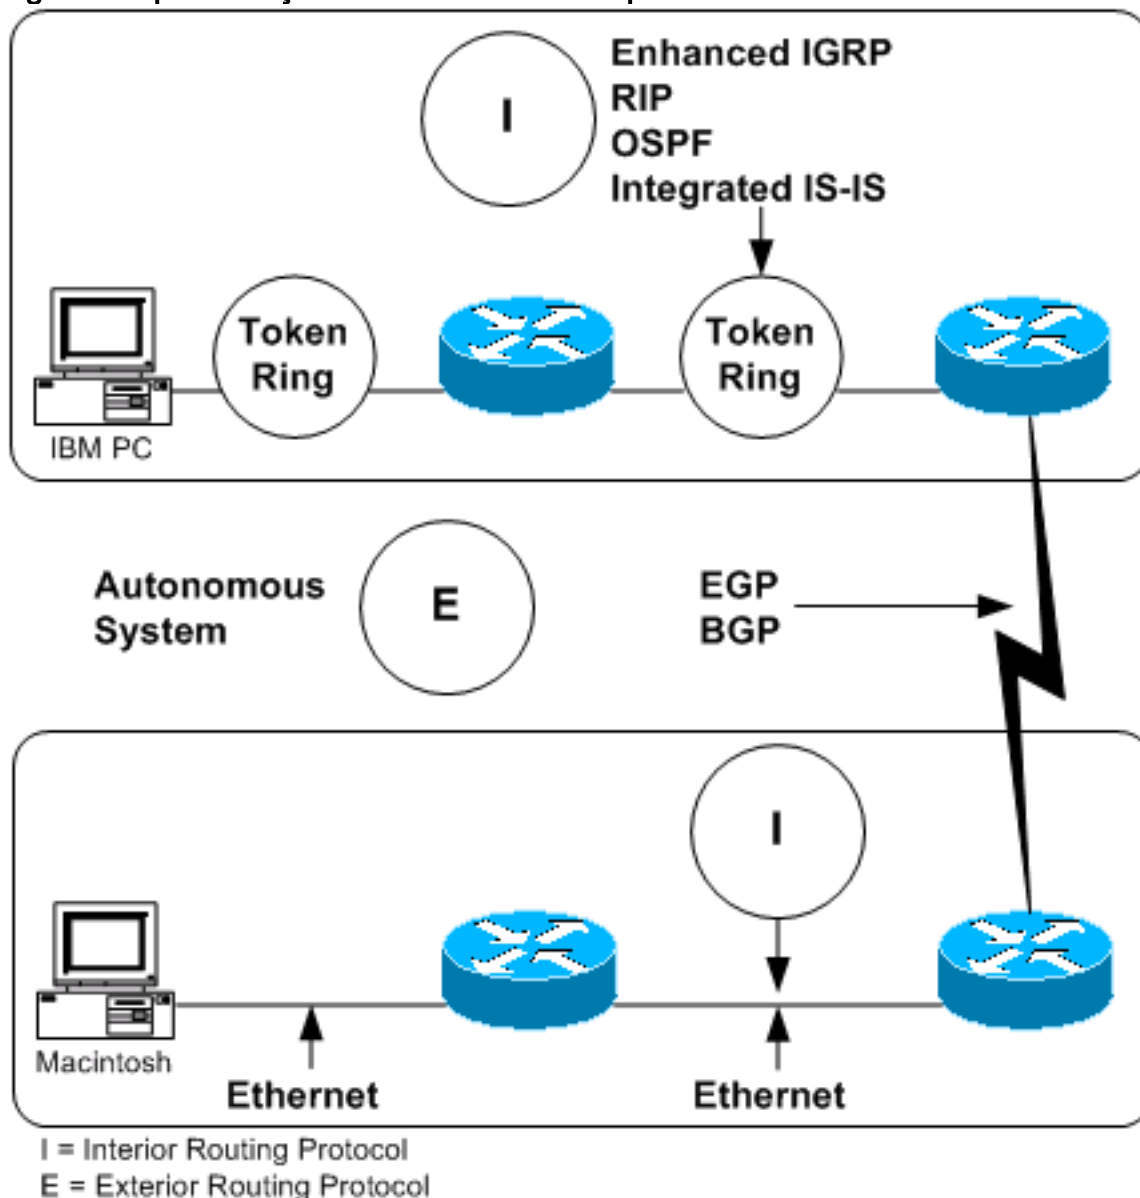 I
Enhanced IGRP
RIP
OSPF
Integrated IS-IS
Token
Ring
Token
Ring
IBM PC
Autonomous
System
E
EGP
BGP
I
Macintosh
Ethernet
Ethernet
I = Interior Routing Protocol
E = Exterior Routing Protocol